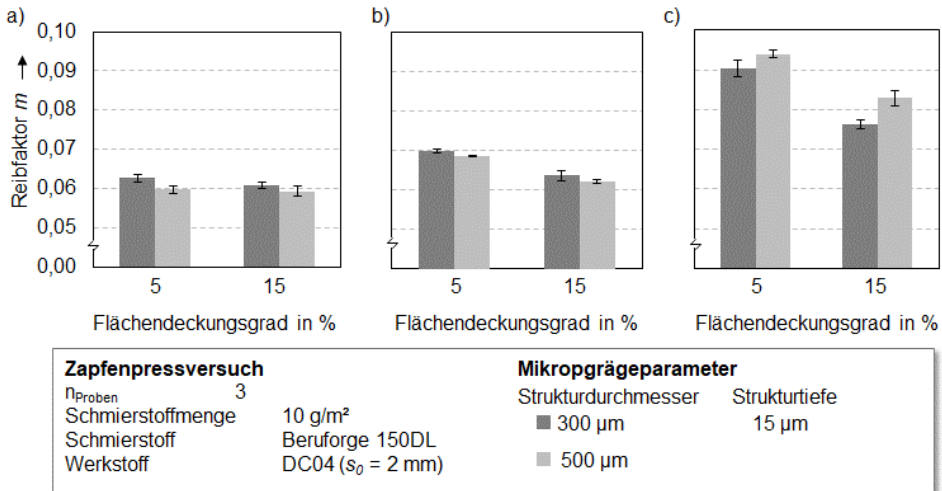 a)
b)
c)
Reibfaktor m
0,10
0,09
0,08
0,07
0,06
0,05
0,00
5 15
5 15
5 15
Flächendeckungsgrad in %
Flächendeckungsgrad in %
Flächendeckungsgrad in %
Zapfenpressversuch
nProben 3
Schmierstoffmenge 10 g/m²
Schmierstoff Beruforge 150DL
Werkstoff DC04 (s0 = 2 mm)
Mikropgrägeparameter
Strukturdurchmesser Strukturtiefe
300 µm 15 µm
500 µm